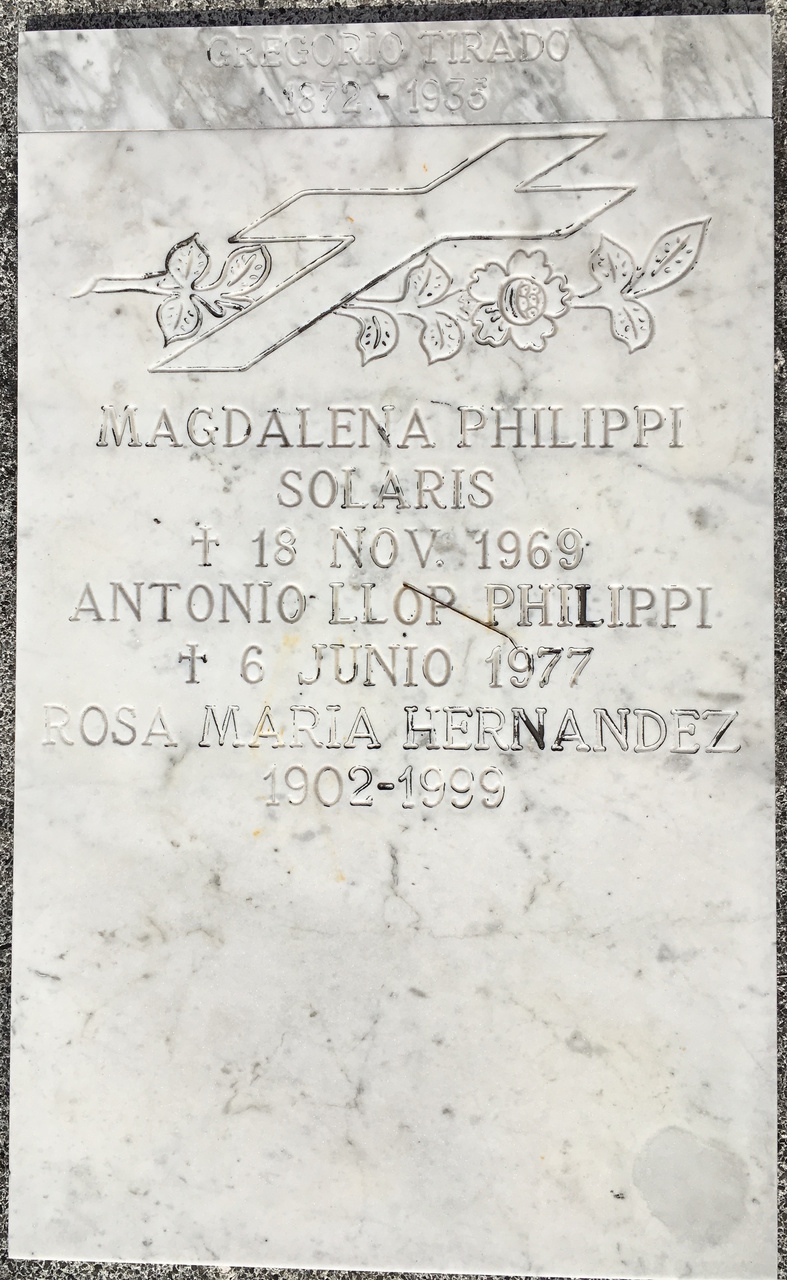 GREGORIO TIRADO
1872 - 1935
MAGDALENA PHILIPPI
SOLARIS
✝ 18 NOV. 1969
ANTONIO LLOP PHILIPPI
✝ 6 JUNIO 1977
ROSA MARIA HERNANDEZ
1902-1999